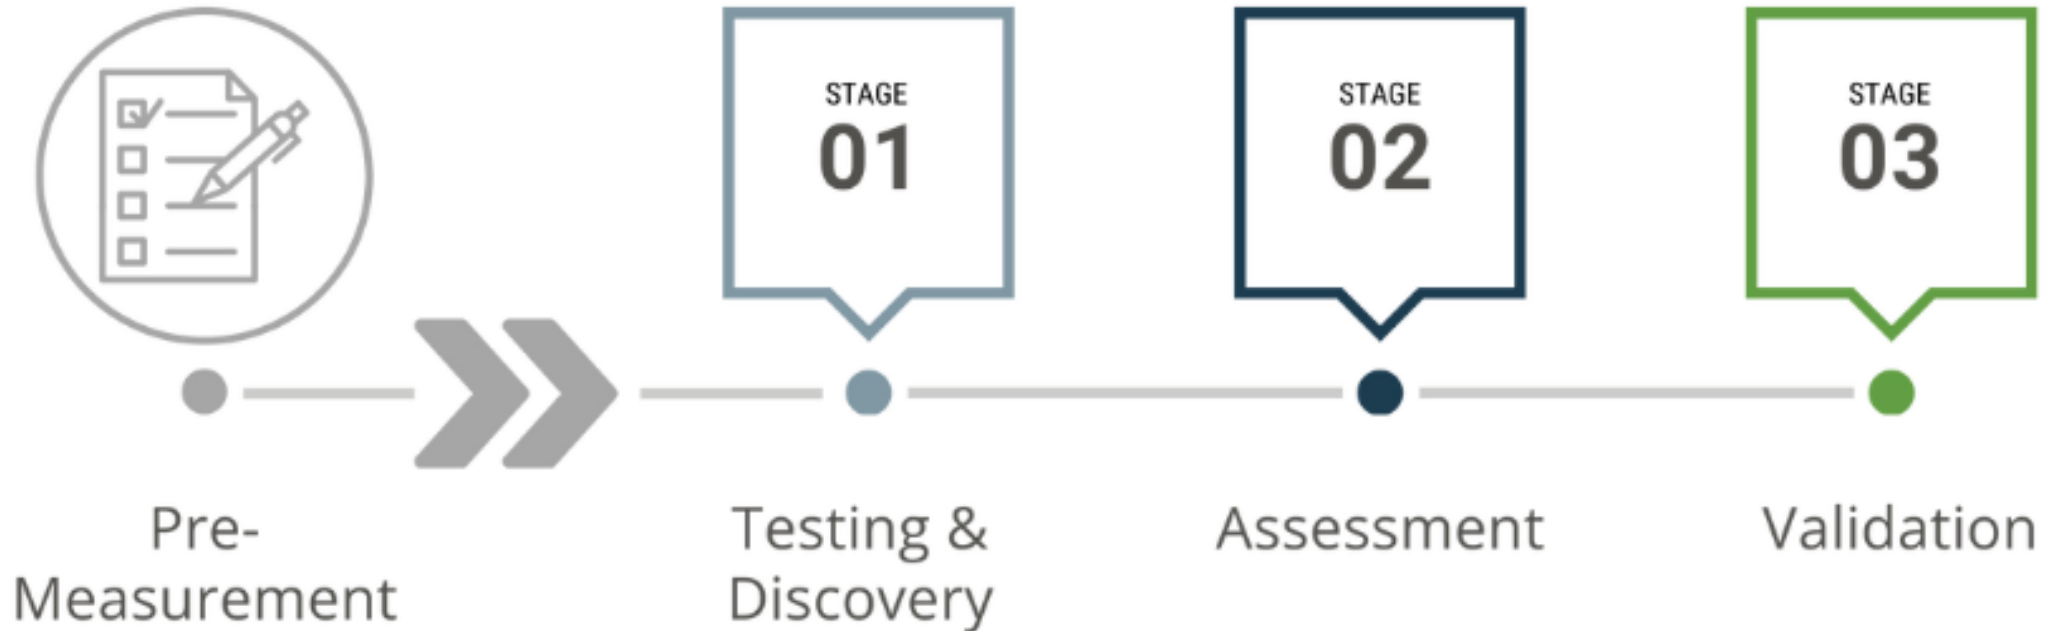 STAGE
01
STAGE
02
STAGE
03
Pre-
Measurement
Testing &
Discovery
Assessment
Validation